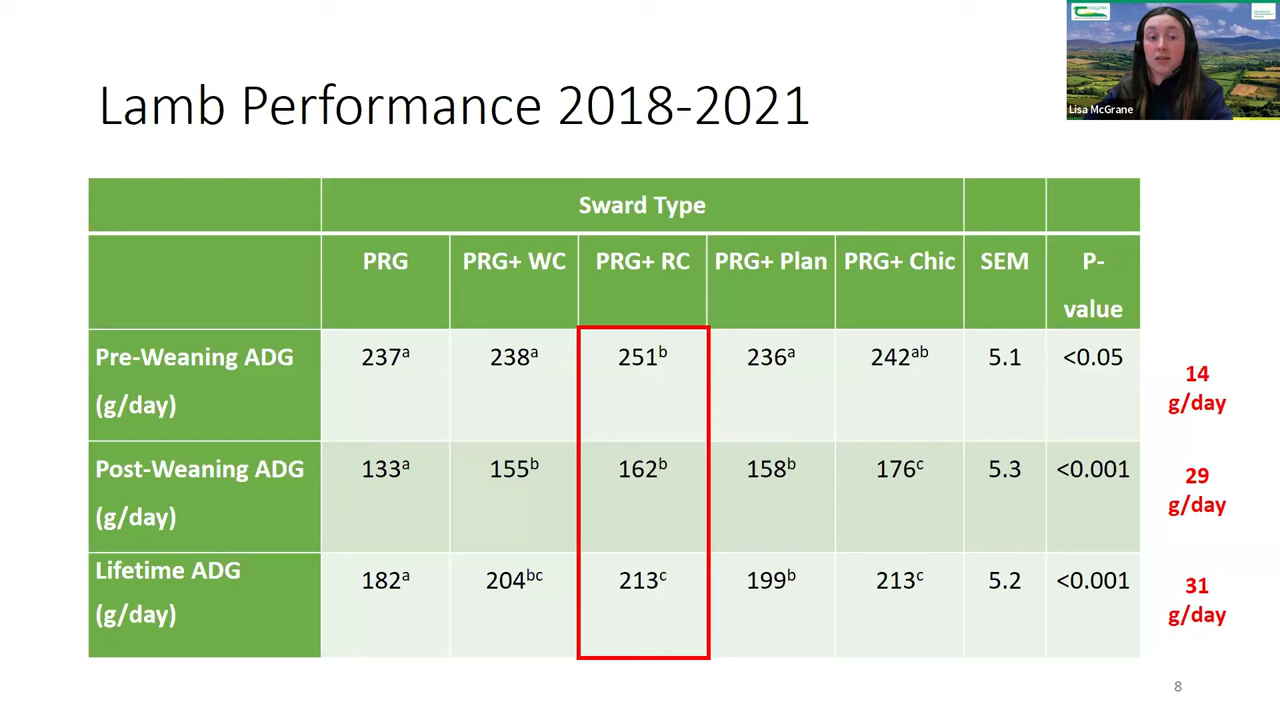 Lisa McGrane
Lamb Performance 2018-2021
Sward Type
PRG PRG+ WC PRG+ RC PRG+ Plan PRG+ Chic SEM P-value
Pre-Weaning ADG (g/day) 237ᵃ 238ᵃ 251ᵇ 236ᵃ 242ᵃᵇ 5.1 <0.05 14 g/day
Post-Weaning ADG (g/day) 133ᵃ 155ᵇ 162ᵇ 158ᵇ 176ᶜ 5.3 <0.001 29 g/day
Lifetime ADG (g/day) 182ᵃ 204ᵇᶜ 213ᶜ 199ᵇ 213ᶜ 5.2 <0.001 31 g/day
8